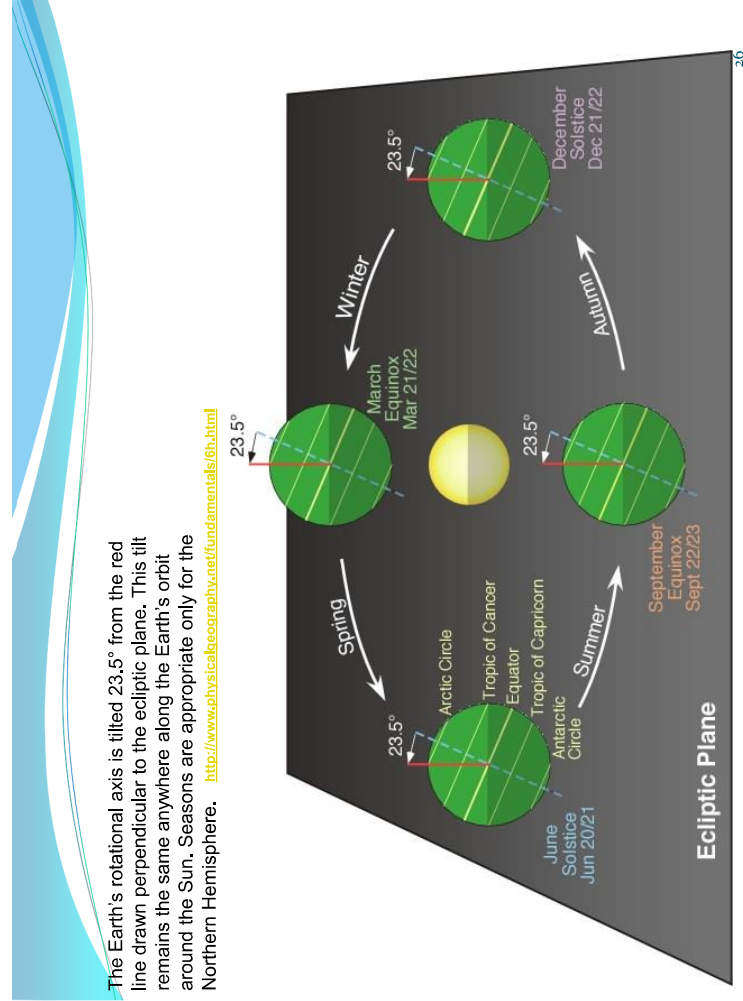 The Earth's rotational axis is tilted 23.5° from the red
line drawn perpendicular to the ecliptic plane. This tilt
remains the same anywhere along the Earth's orbit
around the Sun. Seasons are appropriate only for the
Northern Hemisphere. http://www.physicalgeography.net/fundamentals/6h.html
23.5°
March
Equinox
Mar 21/22
Spring
Winter
23.5°
Arctic Circle
Tropic of Cancer
Equator
Tropic of Capricorn
Antarctic
Circle
June
Solstice
Jun 20/21
23.5°
December
Solstice
Dec 21/22
Summer
Autumn
23.5°
September
Equinox
Sept 22/23
Ecliptic Plane
26